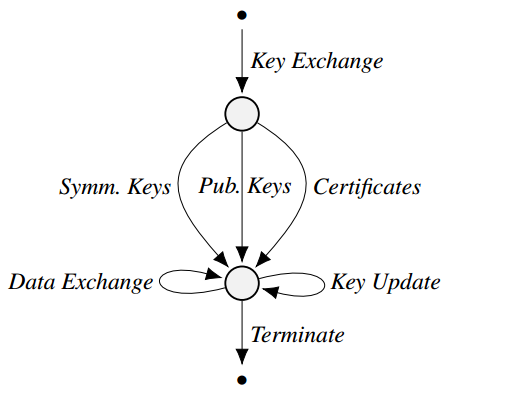 Key Exchange
Symm. Keys
Pub. Keys
Certificates
Data Exchange
Key Update
Terminate